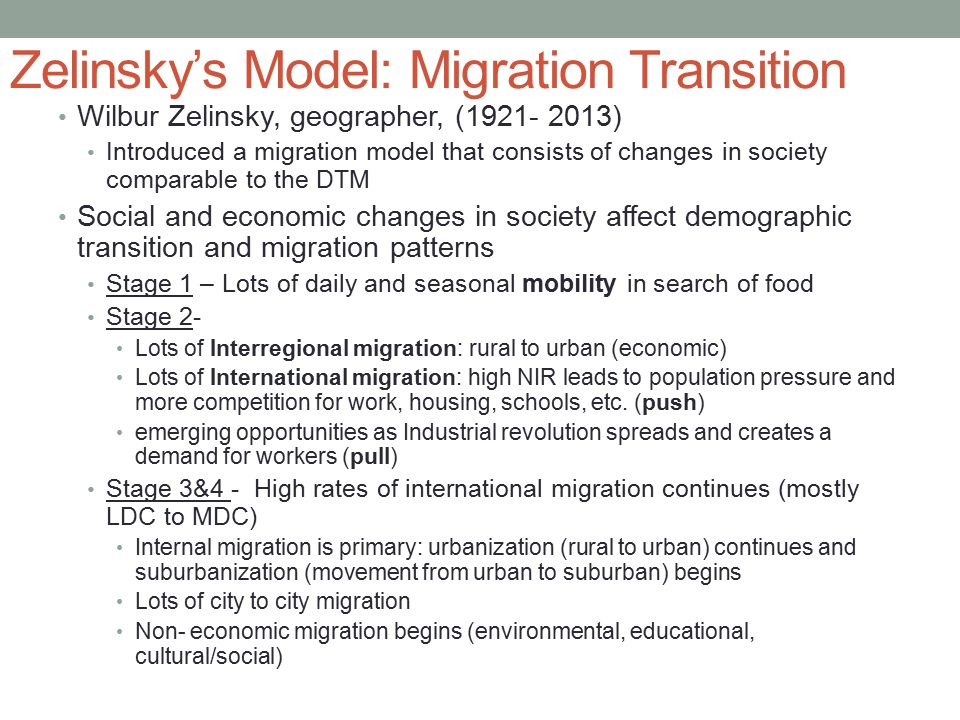 Zelinsky's Model: Migration Transition
• Wilbur Zelinsky, geographer, (1921- 2013)
• Introduced a migration model that consists of changes in society
comparable to the DTM
• Social and economic changes in society affect demographic
transition and migration patterns
• Stage 1 – Lots of daily and seasonal mobility in search of food
• Stage 2-
• Lots of Interregional migration: rural to urban (economic)
• Lots of International migration: high NIR leads to population pressure and
more competition for work, housing, schools, etc. (push)
• emerging opportunities as Industrial revolution spreads and creates a
demand for workers (pull)
• Stage 3&4 - High rates of international migration continues (mostly
LDC to MDC)
• Internal migration is primary: urbanization (rural to urban) continues and
suburbanization (movement from urban to suburban) begins
• Lots of city to city migration
• Non- economic migration begins (environmental, educational,
cultural/social)